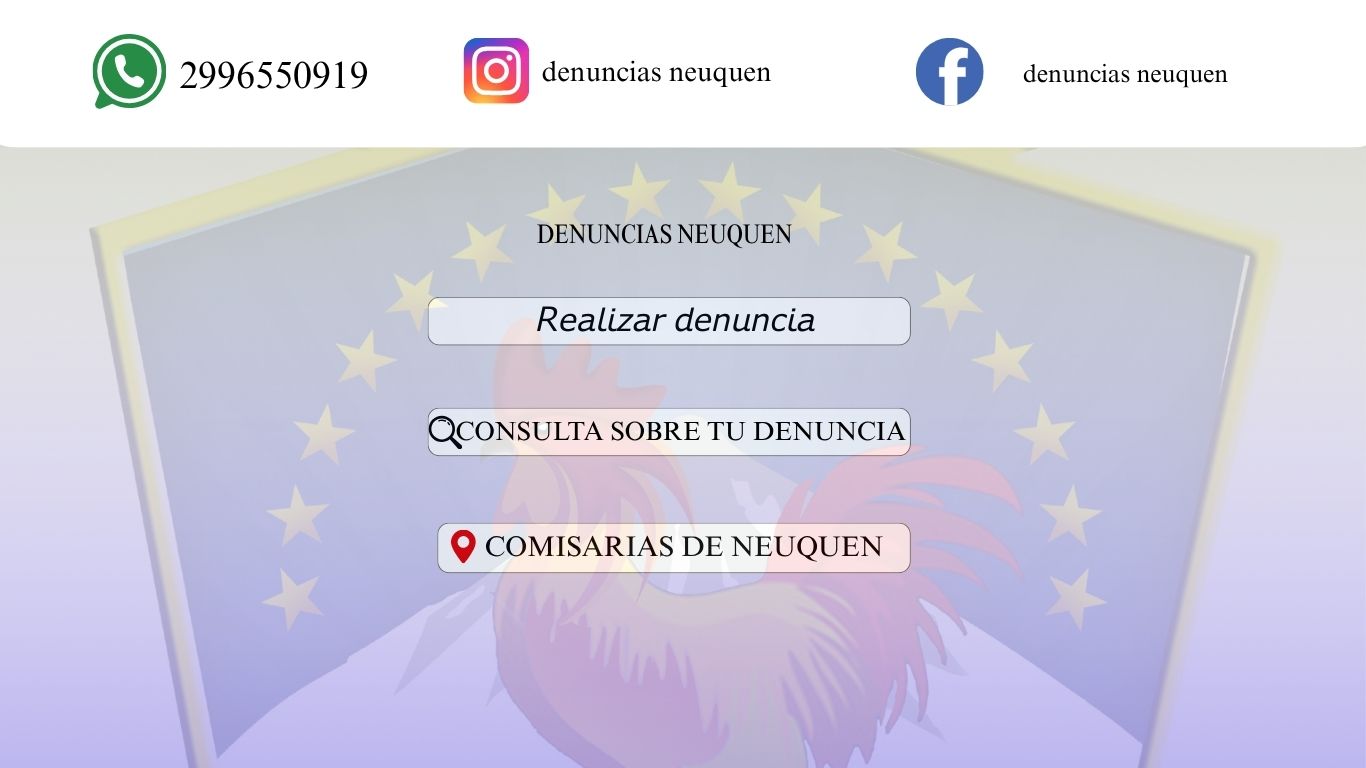 2996550919
denuncias neuquen
denuncias neuquen
DENUNCIAS NEUQUEN
Realizar denuncia
CONSULTA SOBRE TU DENUNCIA
COMISARIAS DE NEUQUEN